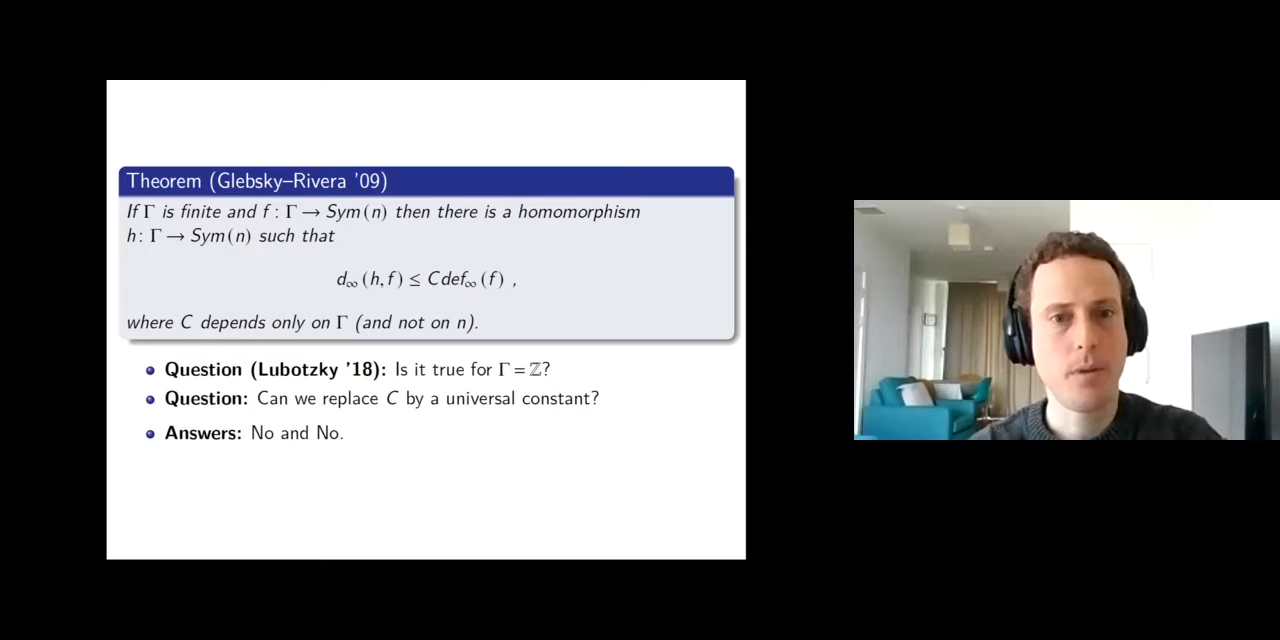 Theorem (Glebsky–Rivera '09)
If Γ is finite and f : Γ → Sym(n) then there is a homomorphism
h: Γ → Sym(n) such that
d∞(h, f) ≤ C def∞(f) ,
where C depends only on Γ (and not on n).
Question (Lubotzky '18): Is it true for Γ = ℤ?
Question: Can we replace C by a universal constant?
Answers: No and No.